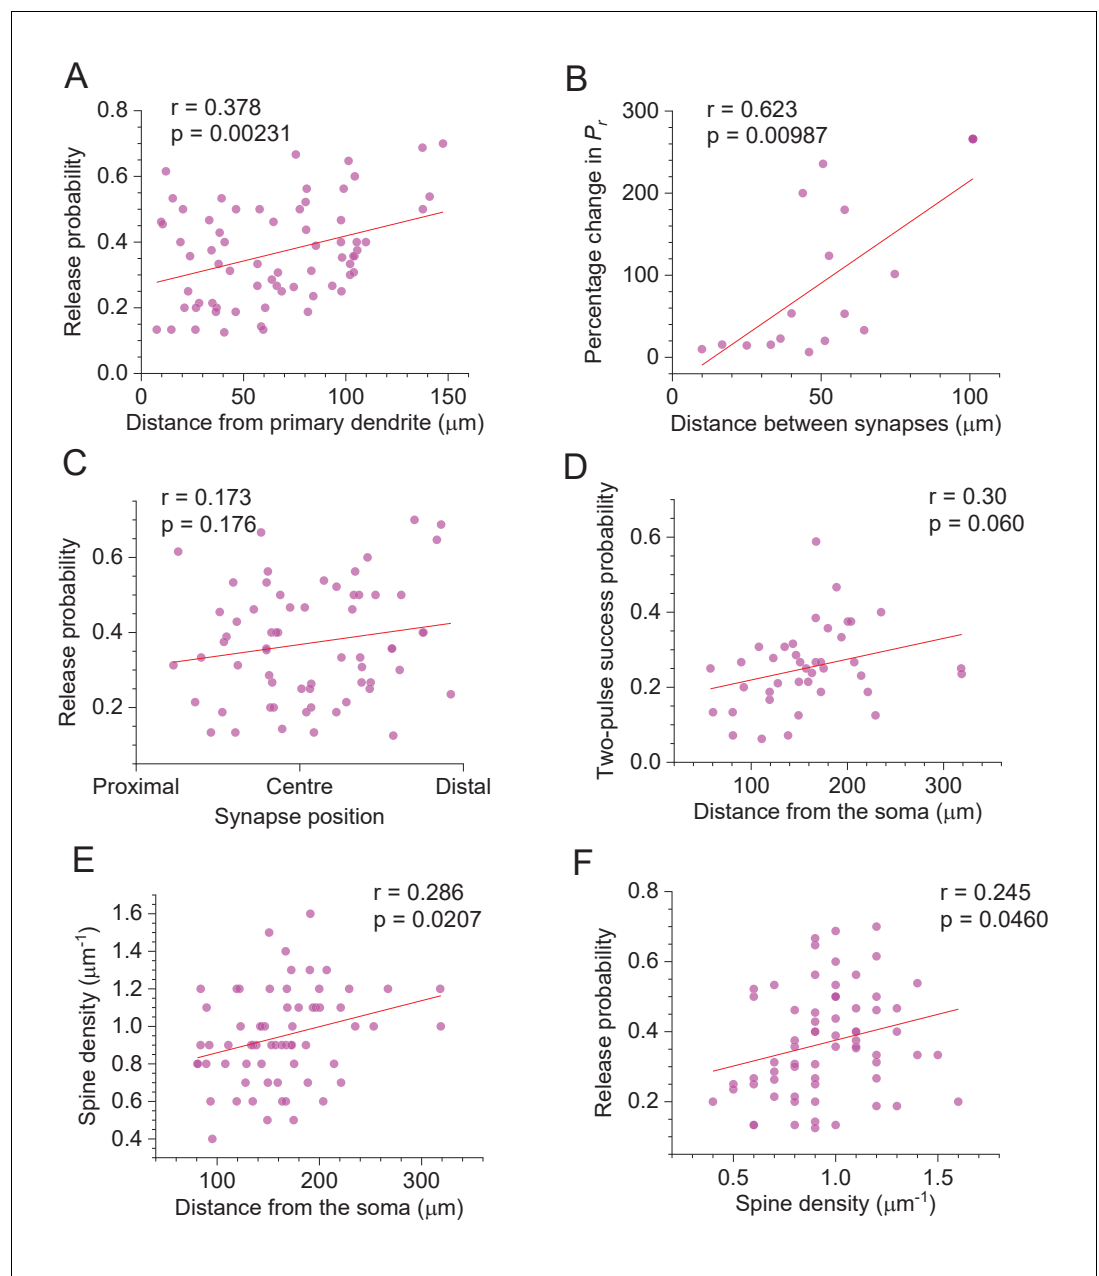 A
r = 0.378
p = 0.00231
Release probability
0.8
0.6
0.4
0.2
0.0
0 50 100 150
Distance from primary dendrite (μm)
B
r = 0.623
p = 0.00987
Percentage change in Pr
300
200
100
0
0 50 100
Distance between synapses (μm)
C
r = 0.173
p = 0.176
Release probability
0.6
0.4
0.2
Proximal Centre Distal
Synapse position
D
r = 0.30
p = 0.060
Two-pulse success probability
0.6
0.4
0.2
0.0
100 200 300
Distance from the soma (μm)
E
r = 0.286
p = 0.0207
Spine density (μm-1)
1.6
1.4
1.2
1.0
0.8
0.6
0.4
100 200 300
Distance from the soma (μm)
F
r = 0.245
p = 0.0460
Release probability
0.8
0.6
0.4
0.2
0.5 1.0 1.5
Spine density (μm-1)